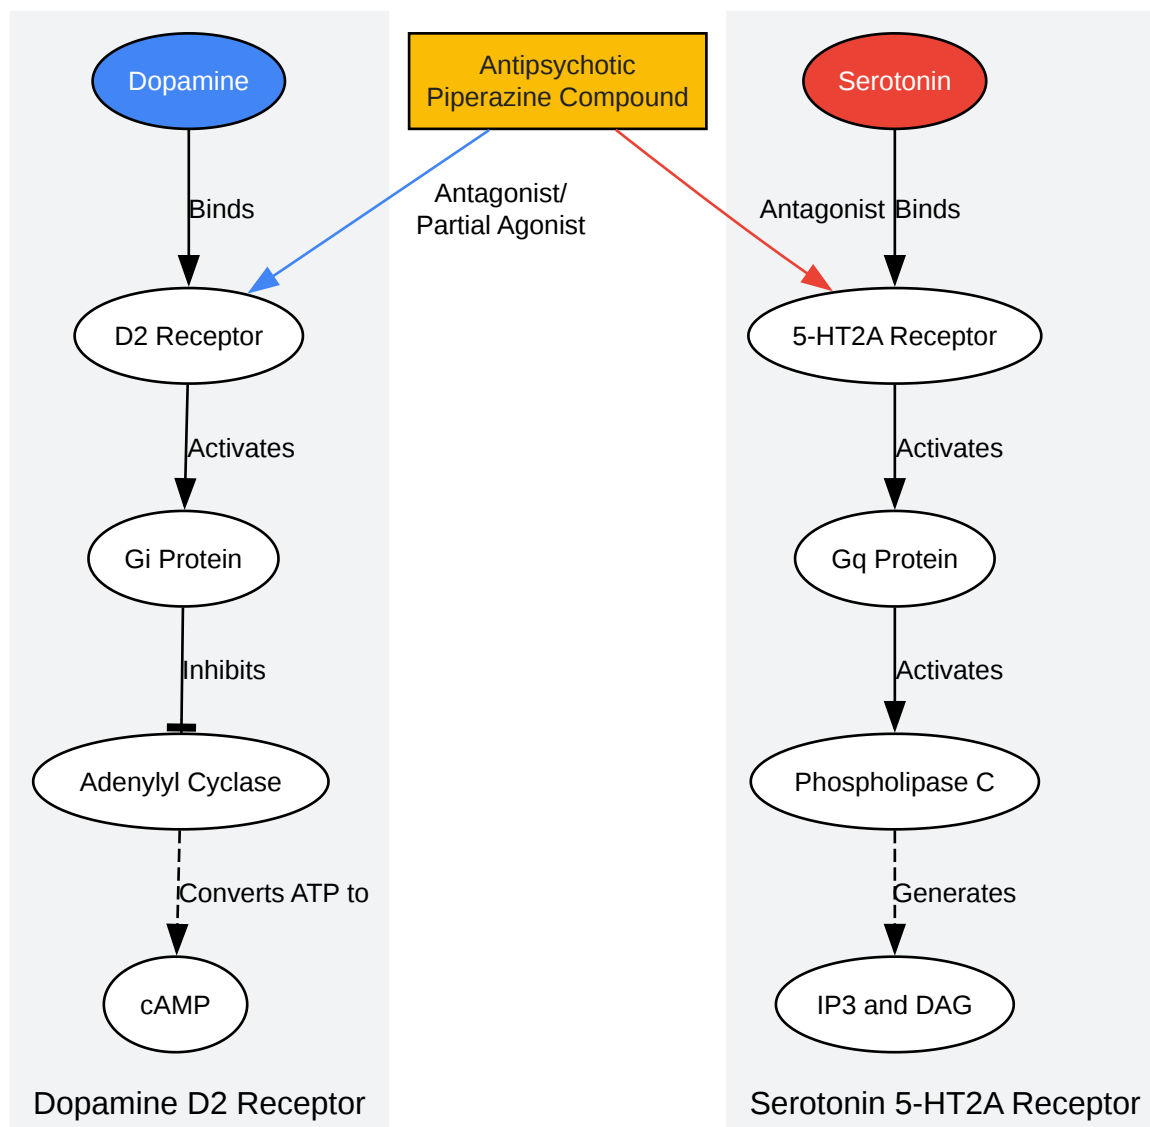 Dopamine
Antipsychotic
Piperazine Compound
Serotonin
Binds
Antagonist/
Partial Agonist
Antagonist
Binds
D2 Receptor
5-HT2A Receptor
Activates
Activates
Gi Protein
Gq Protein
Inhibits
Activates
Adenylyl Cyclase
Phospholipase C
Converts ATP to
Generates
cAMP
IP3 and DAG
Dopamine D2 Receptor
Serotonin 5-HT2A Receptor